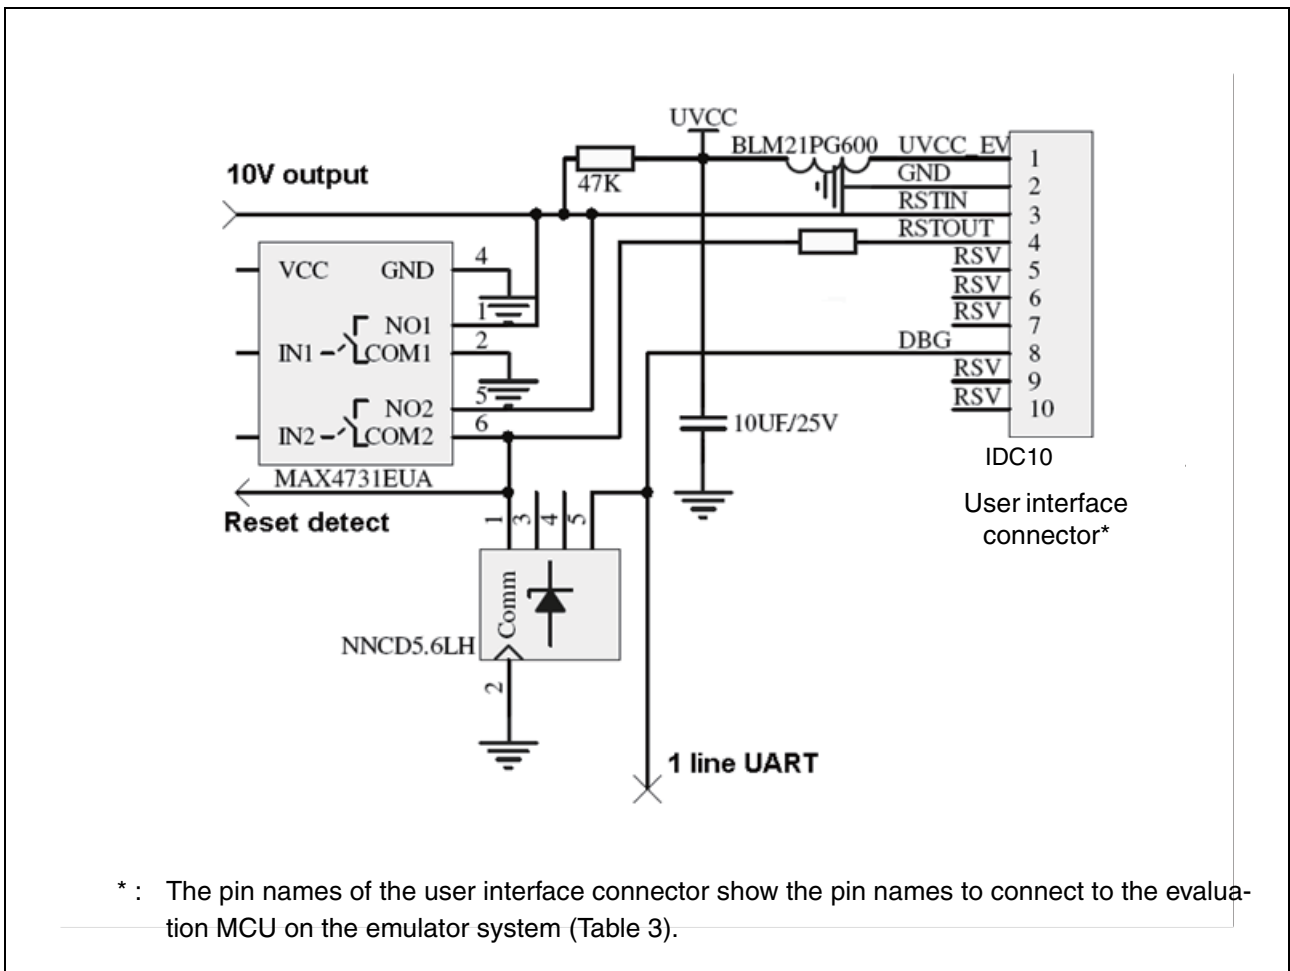 UVCC
BLM21PG600
UVCC_EV
1
GND
2
10V output
47K
RSTIN
3
RSTOUT
4
VCC
GND
4
RSV
5
RSV
6
NO1
1
RSV
7
IN1
COM1
2
DBG
8
RSV
9
NO2
5
RSV
10
IN2
COM2
6
10UF/25V
IDC10
MAX4731EUA
Reset detect
User interface
connector*
1
3
4
5
Comm
NNCD5.6LH
2
1 line UART
* : The pin names of the user interface connector show the pin names to connect to the evalua-
tion MCU on the emulator system (Table 3).